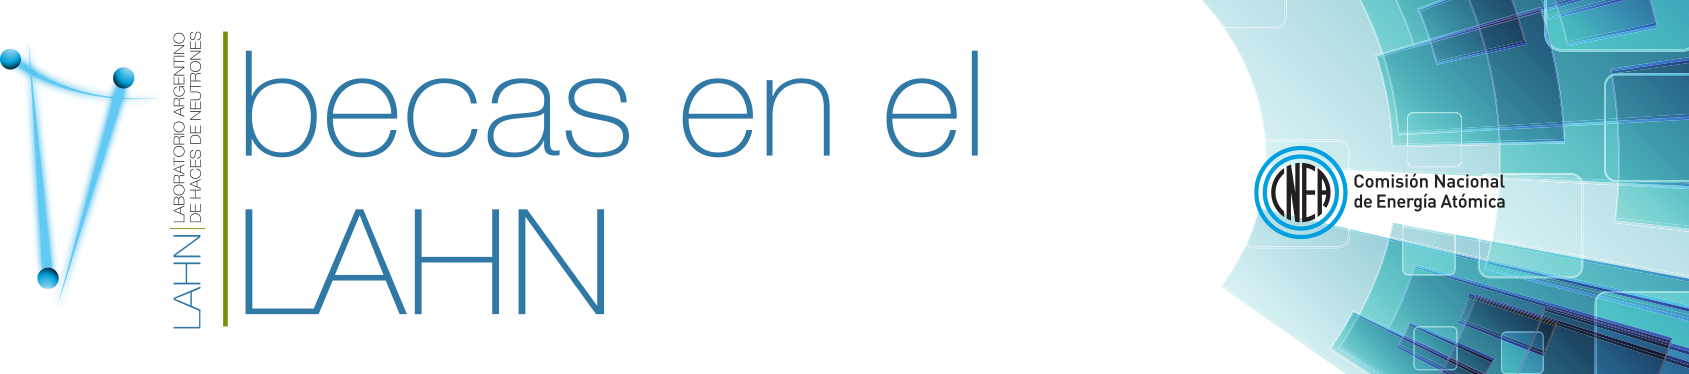 LAHN
LABORATORIO ARGENTINO
DE HACES DE NEUTRONES
becas en el
LAHN
CNEA
Comisión Nacional
de Energía Atómica